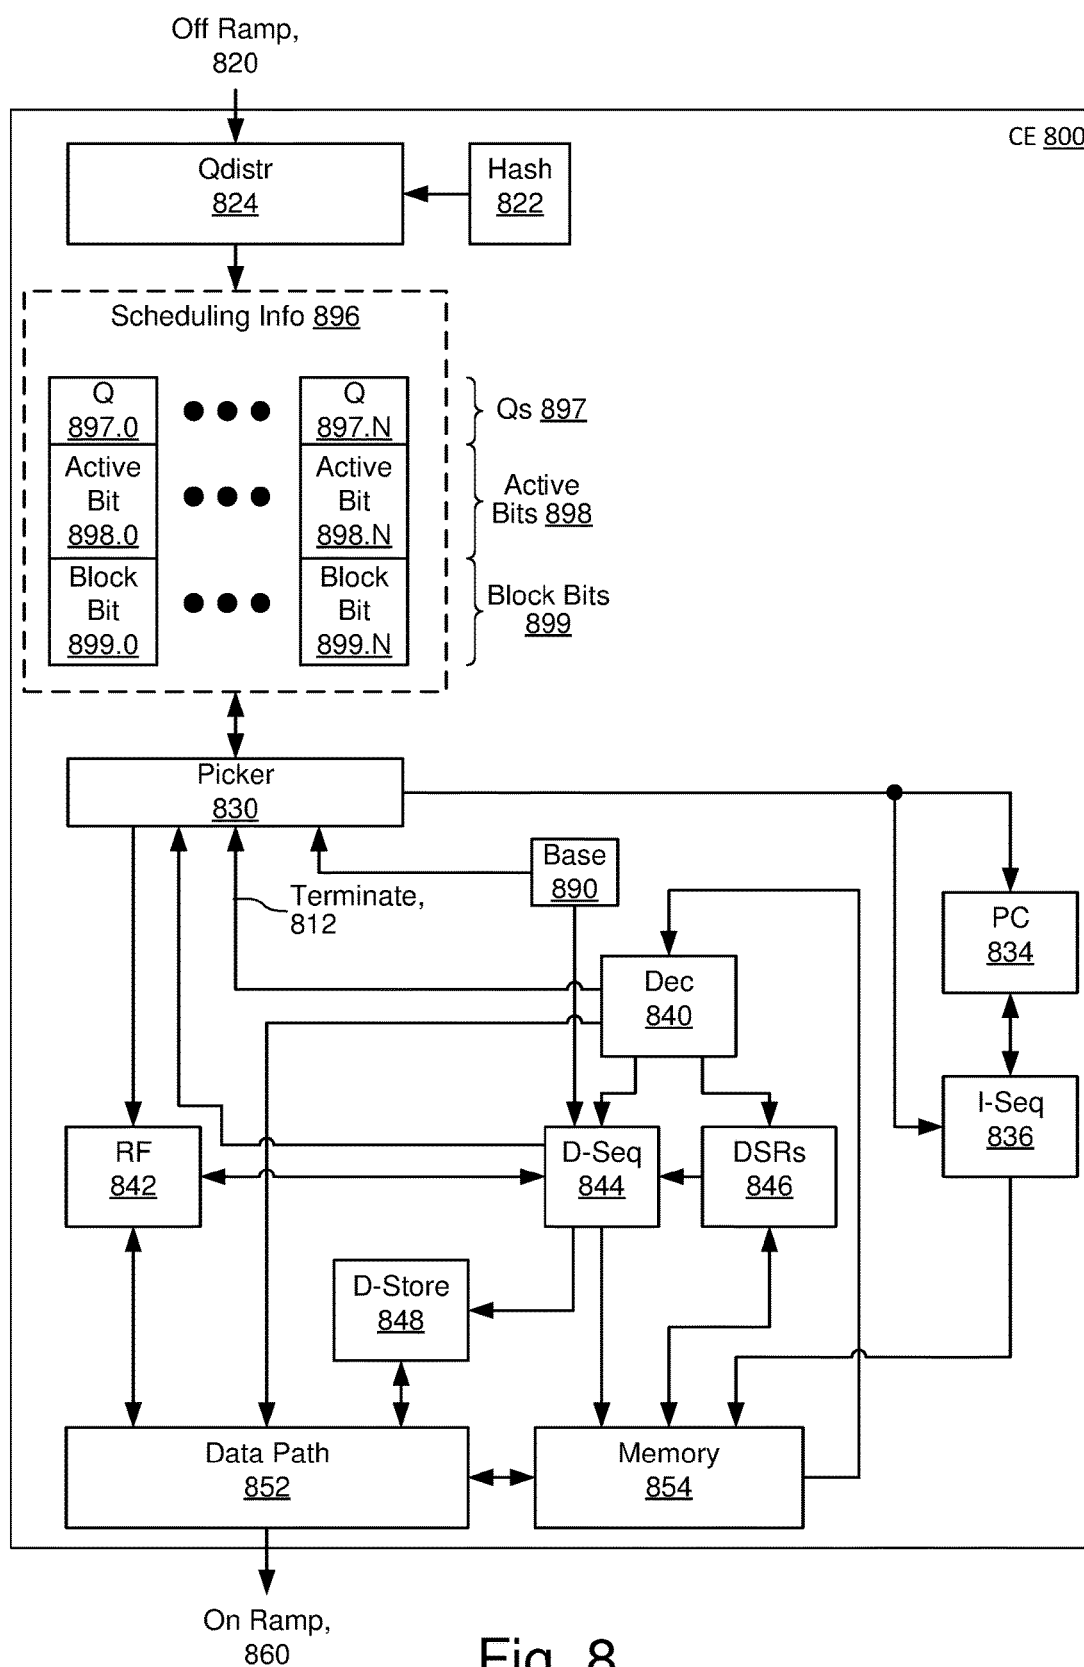 Off Ramp,
820
CE 800
Qdistr
824
Hash
822
Scheduling Info 896
Q
897.0
Q
897.N
Qs 897
Active
Bit
898.0
Active
Bit
898.N
Active
Bits 898
Block
Bit
899.0
Block
Bit
899.N
Block Bits
899
Picker
830
Base
890
Terminate,
812
PC
834
Dec
840
I-Seq
836
RF
842
D-Seq
844
DSRs
846
D-Store
848
Data Path
852
Memory
854
On Ramp,
860
Fig. 8